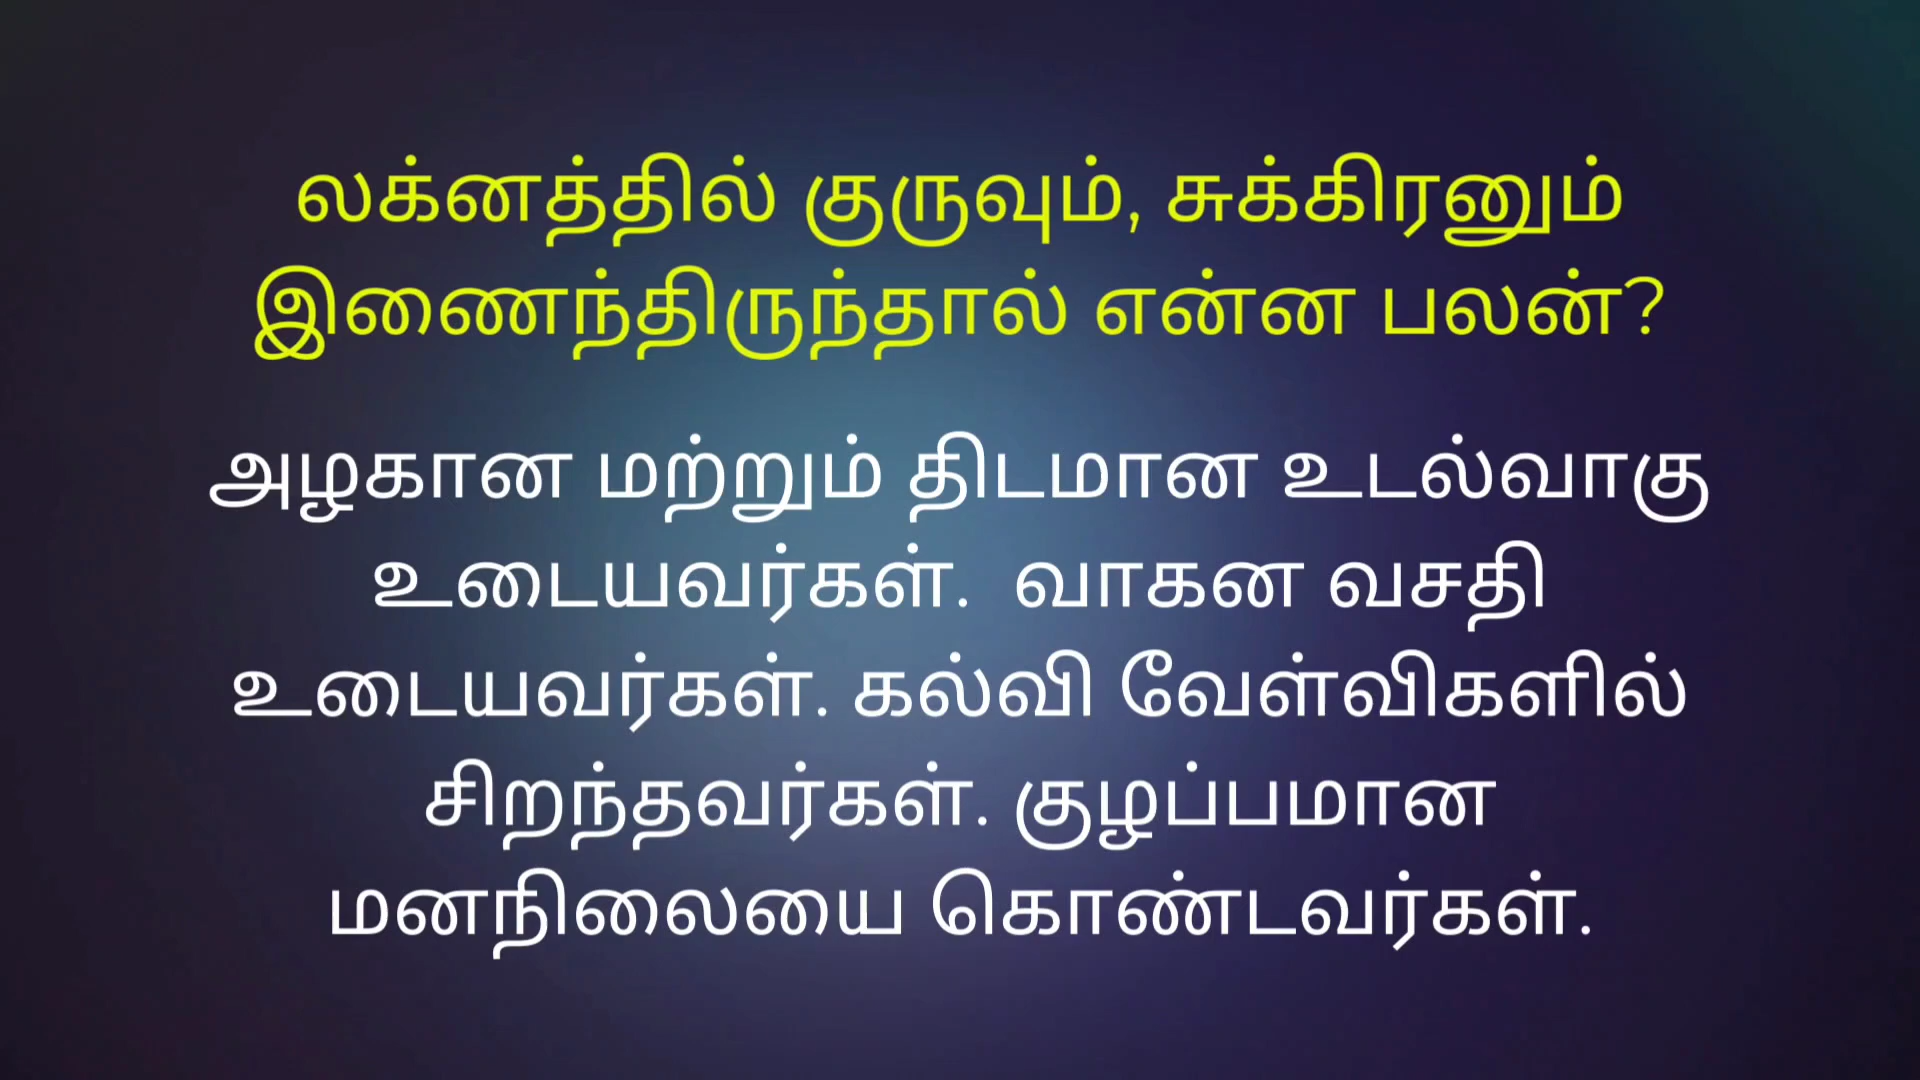 லக்னத்தில் குருவும், சுக்கிரனும்
இணைந்திருந்தால் என்ன பலன்?
அழகான மற்றும் திடமான உடல்வாகு
உடையவர்கள். வாகன வசதி
உடையவர்கள். கல்வி வேள்விகளில்
சிறந்தவர்கள். குழப்பமான
மனநிலையை கொண்டவர்கள்.